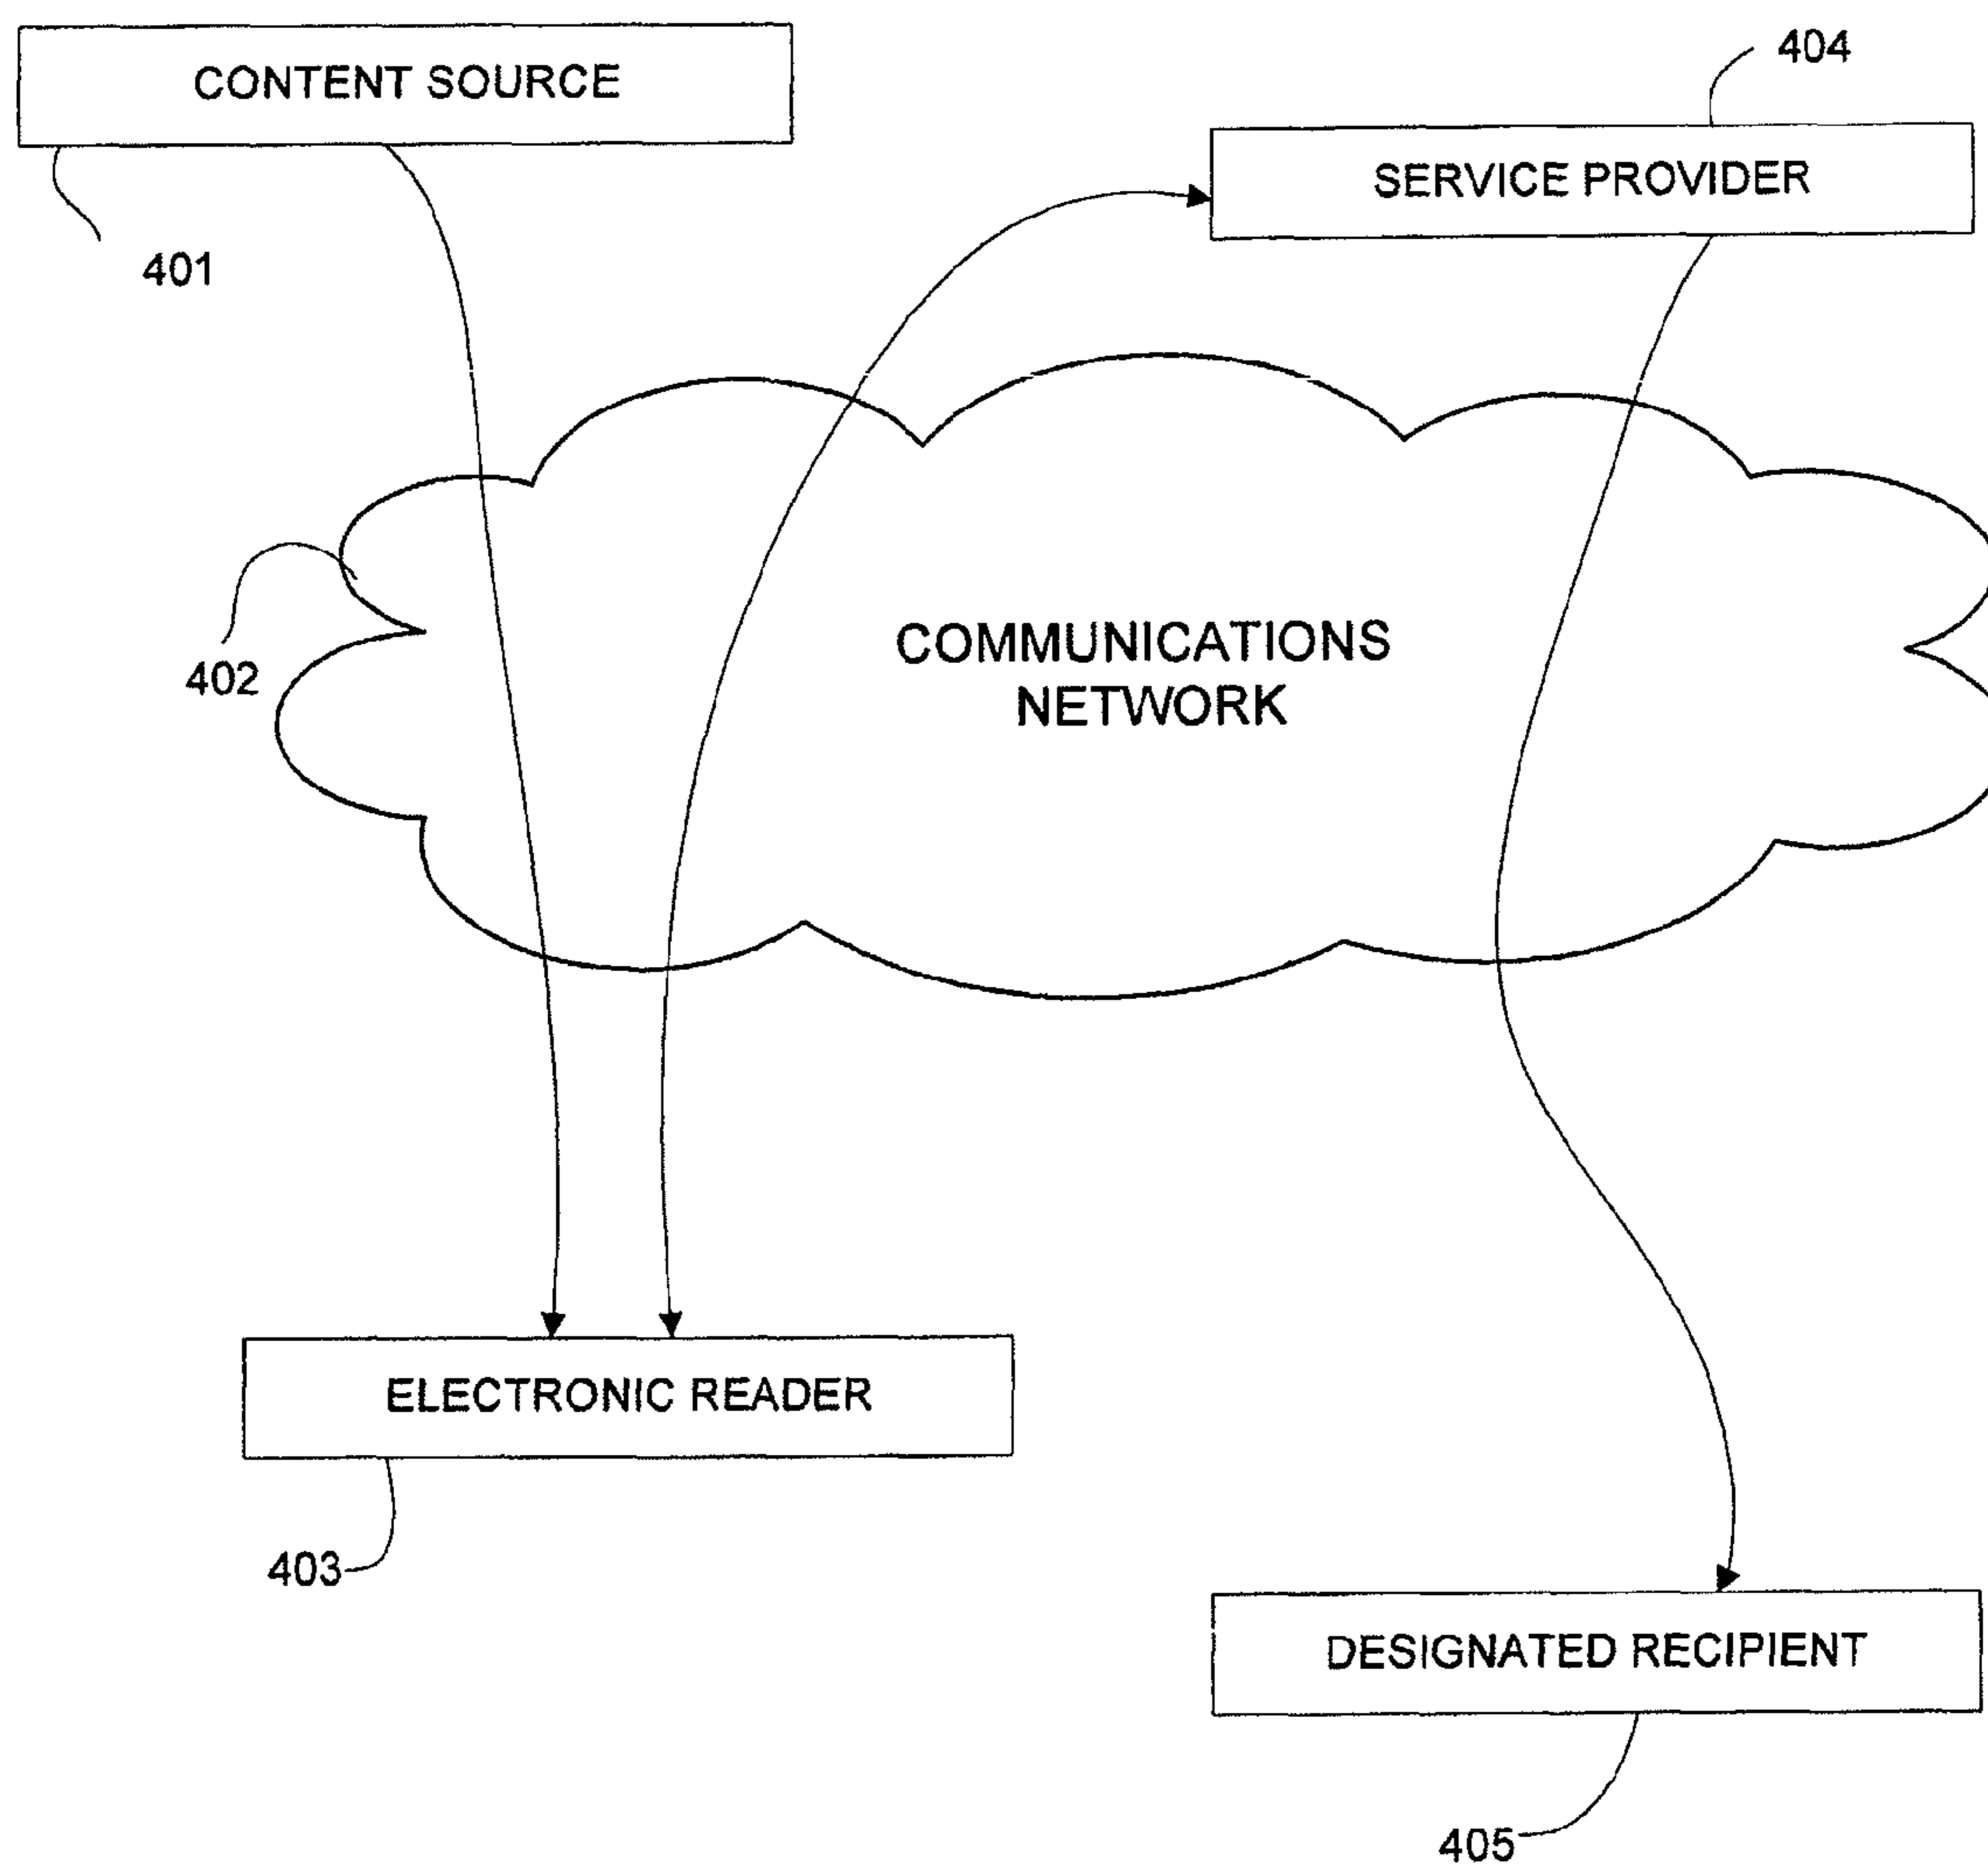 CONTENT SOURCE
401
404
SERVICE PROVIDER
402
COMMUNICATIONS
NETWORK
ELECTRONIC READER
403
DESIGNATED RECIPIENT
405